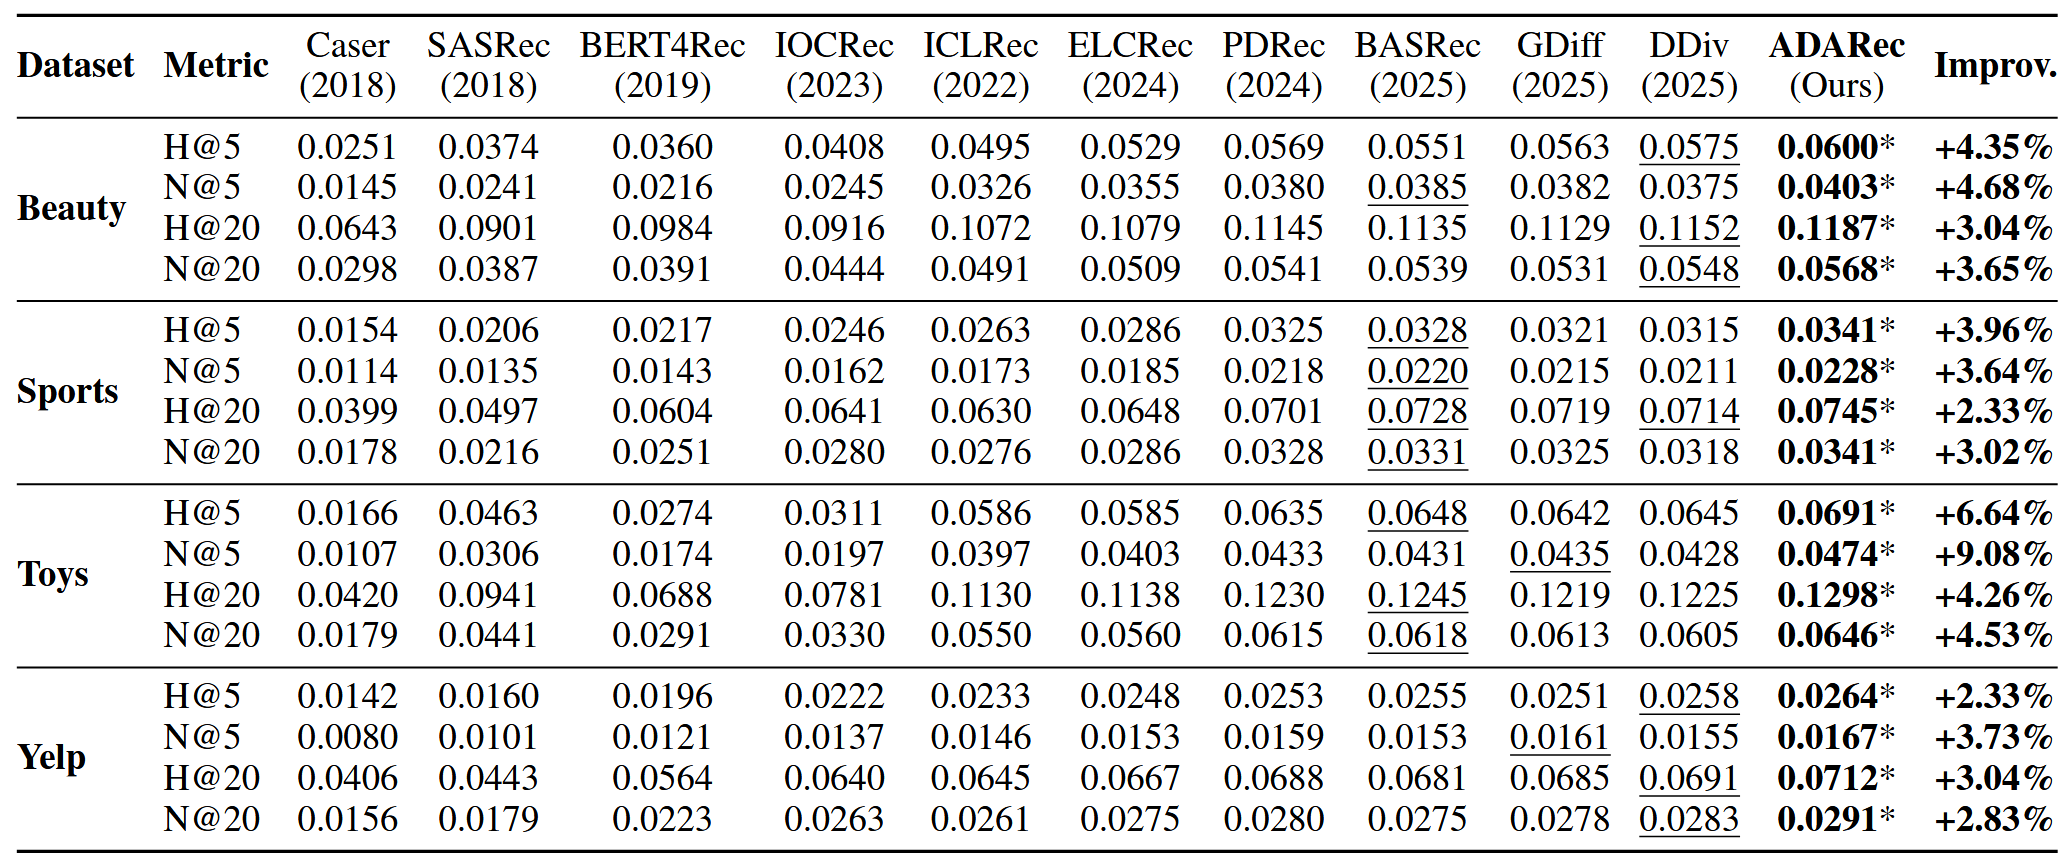 Dataset Metric Caser SASRec BERT4Rec IOCRec ICLRec ELCRec PDRec BASRec GDiff DDiv ADARec Improv.
(2018) (2018) (2019) (2023) (2022) (2024) (2024) (2025) (2025) (2025) (Ours)
Beauty
H@5 0.0251 0.0374 0.0360 0.0408 0.0495 0.0529 0.0569 0.0551 0.0563 0.0575 0.0600* +4.35%
N@5 0.0145 0.0241 0.0216 0.0245 0.0326 0.0355 0.0380 0.0385 0.0382 0.0375 0.0403* +4.68%
H@20 0.0643 0.0901 0.0984 0.0916 0.1072 0.1079 0.1145 0.1135 0.1129 0.1152 0.1187* +3.04%
N@20 0.0298 0.0387 0.0391 0.0444 0.0491 0.0509 0.0541 0.0539 0.0531 0.0548 0.0568* +3.65%
Sports
H@5 0.0154 0.0206 0.0217 0.0246 0.0263 0.0286 0.0325 0.0328 0.0321 0.0315 0.0341* +3.96%
N@5 0.0114 0.0135 0.0143 0.0162 0.0173 0.0185 0.0218 0.0220 0.0215 0.0211 0.0228* +3.64%
H@20 0.0399 0.0497 0.0604 0.0641 0.0630 0.0648 0.0701 0.0728 0.0719 0.0714 0.0745* +2.33%
N@20 0.0178 0.0216 0.0251 0.0280 0.0276 0.0286 0.0328 0.0331 0.0325 0.0318 0.0341* +3.02%
Toys
H@5 0.0166 0.0463 0.0274 0.0311 0.0586 0.0585 0.0635 0.0648 0.0642 0.0645 0.0691* +6.64%
N@5 0.0107 0.0306 0.0174 0.0197 0.0397 0.0403 0.0433 0.0431 0.0435 0.0428 0.0474* +9.08%
H@20 0.0420 0.0941 0.0688 0.0781 0.1130 0.1138 0.1230 0.1245 0.1219 0.1225 0.1298* +4.26%
N@20 0.0179 0.0441 0.0291 0.0330 0.0550 0.0560 0.0615 0.0618 0.0613 0.0605 0.0646* +4.53%
Yelp
H@5 0.0142 0.0160 0.0196 0.0222 0.0233 0.0248 0.0253 0.0255 0.0251 0.0258 0.0264* +2.33%
N@5 0.0080 0.0101 0.0121 0.0137 0.0146 0.0153 0.0159 0.0153 0.0161 0.0155 0.0167* +3.73%
H@20 0.0406 0.0443 0.0564 0.0640 0.0645 0.0667 0.0688 0.0681 0.0685 0.0691 0.0712* +3.04%
N@20 0.0156 0.0179 0.0223 0.0263 0.0261 0.0275 0.0280 0.0275 0.0278 0.0283 0.0291* +2.83%